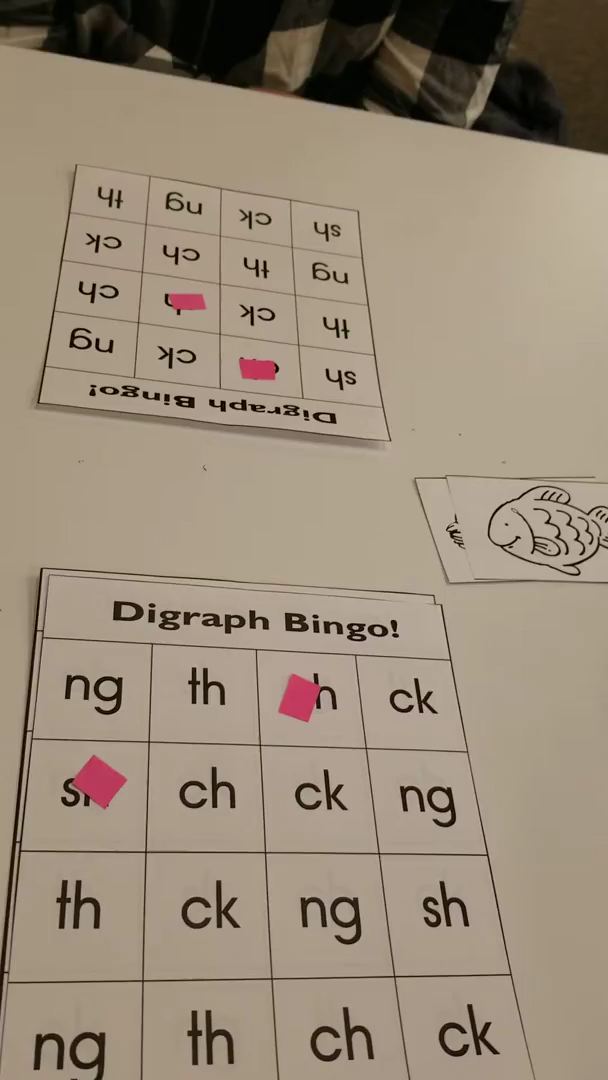 Digraph Bingo!
sh ck ng
th ck ch
ng th ch ck
sh ck ng th
Digraph Bingo!
ng th h ck
s ch ck ng
th ck ng sh
ng th ch ck